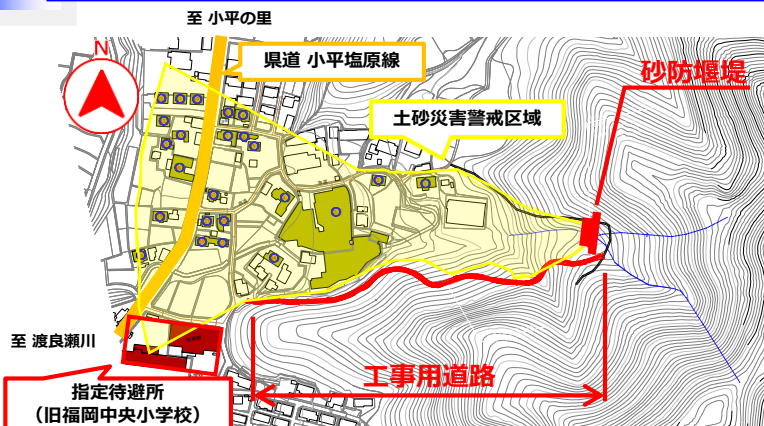 至 小平の里
N
県道 小平塩原線
砂防堰堤
土砂災害警戒区域
至 渡良瀬川
工事用道路
指定待避所
（旧福岡中央小学校）